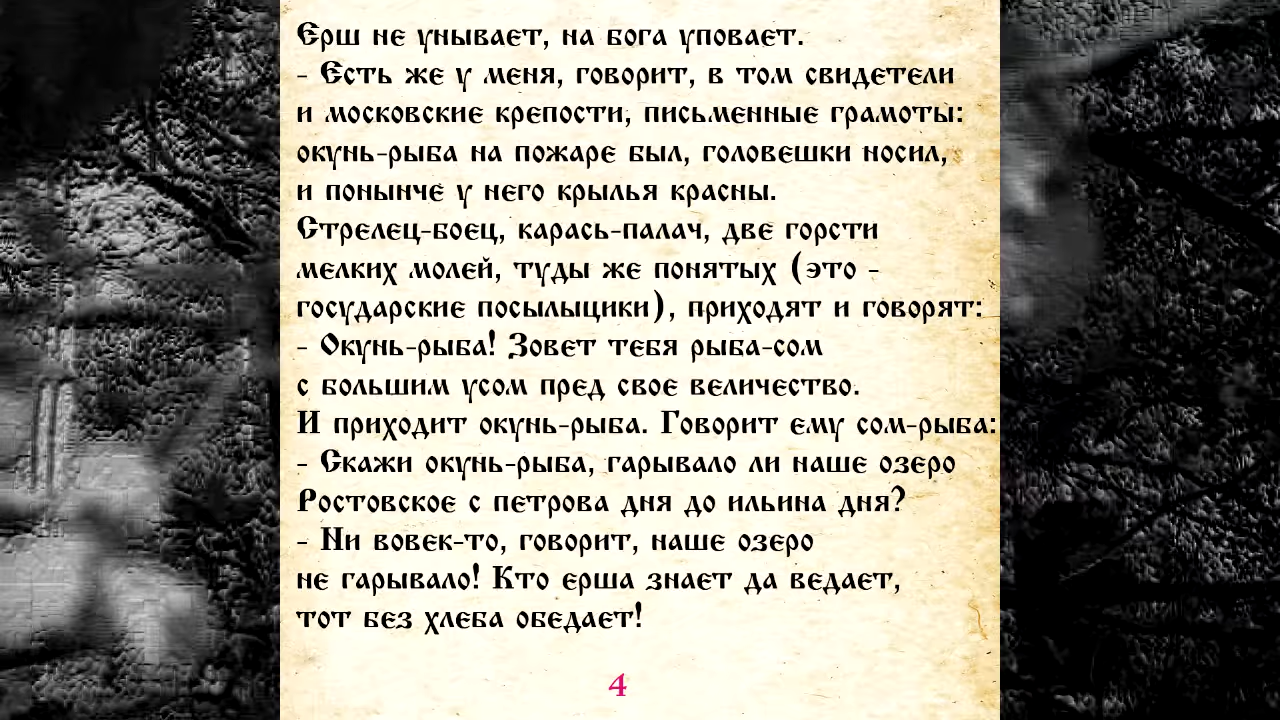 Ерш не унывает, на бога уповает.
- Есть же у меня, говорит, в том свидетели
и московские крепости, письменные грамоты:
окунь-рыба на пожаре был, головешки носил,
и понынче у него крылья красны.
Стрелец-боец, карась-палач, две горсти
мелких молей, туды же понятых (это -
государские посыльщики), приходят и говорят:
- Окунь-рыба! Зовет тебя рыба-сом
с большим усом пред свое величество.
И приходит окунь-рыба. Говорит ему сом-рыба:
- Скажи окунь-рыба, гарывало ли наше озеро
Ростовское с петрова дня до ильина дня?
- Ни вовек-то, говорит, наше озеро
не гарывало! Кто ерша знает да ведает,
тот без хлеба обедает!
4